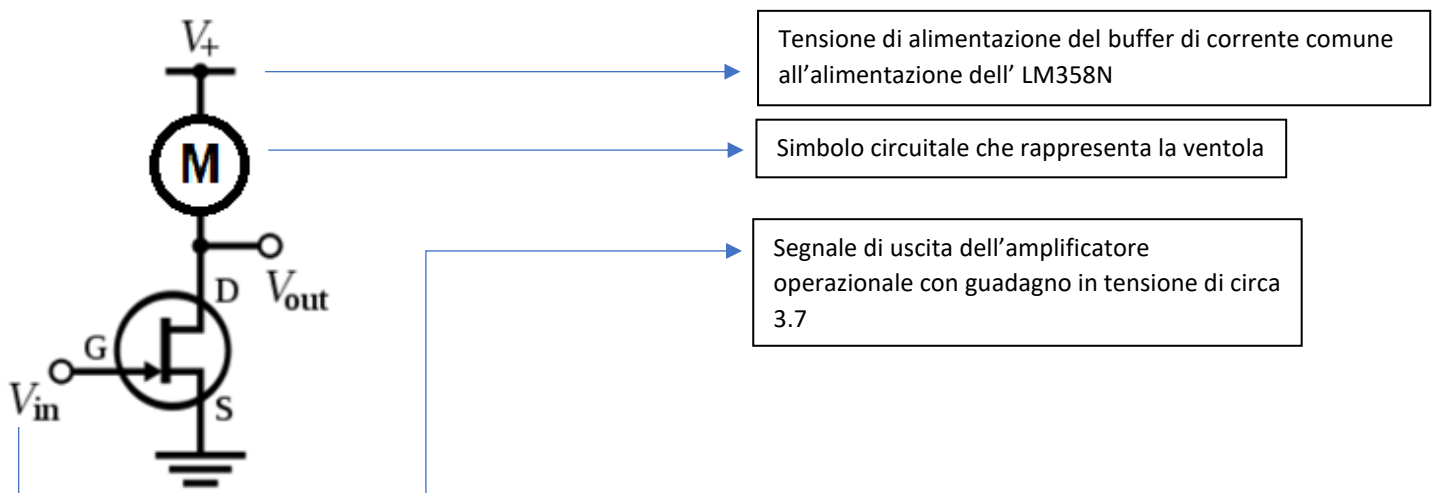 V+
Tensione di alimentazione del buffer di corrente comune
all’alimentazione dell’ LM358N
M
Simbolo circuitale che rappresenta la ventola
Segnale di uscita dell’amplificatore
operazionale con guadagno in tensione di circa
3.7
D
Vout
G
Vin
S